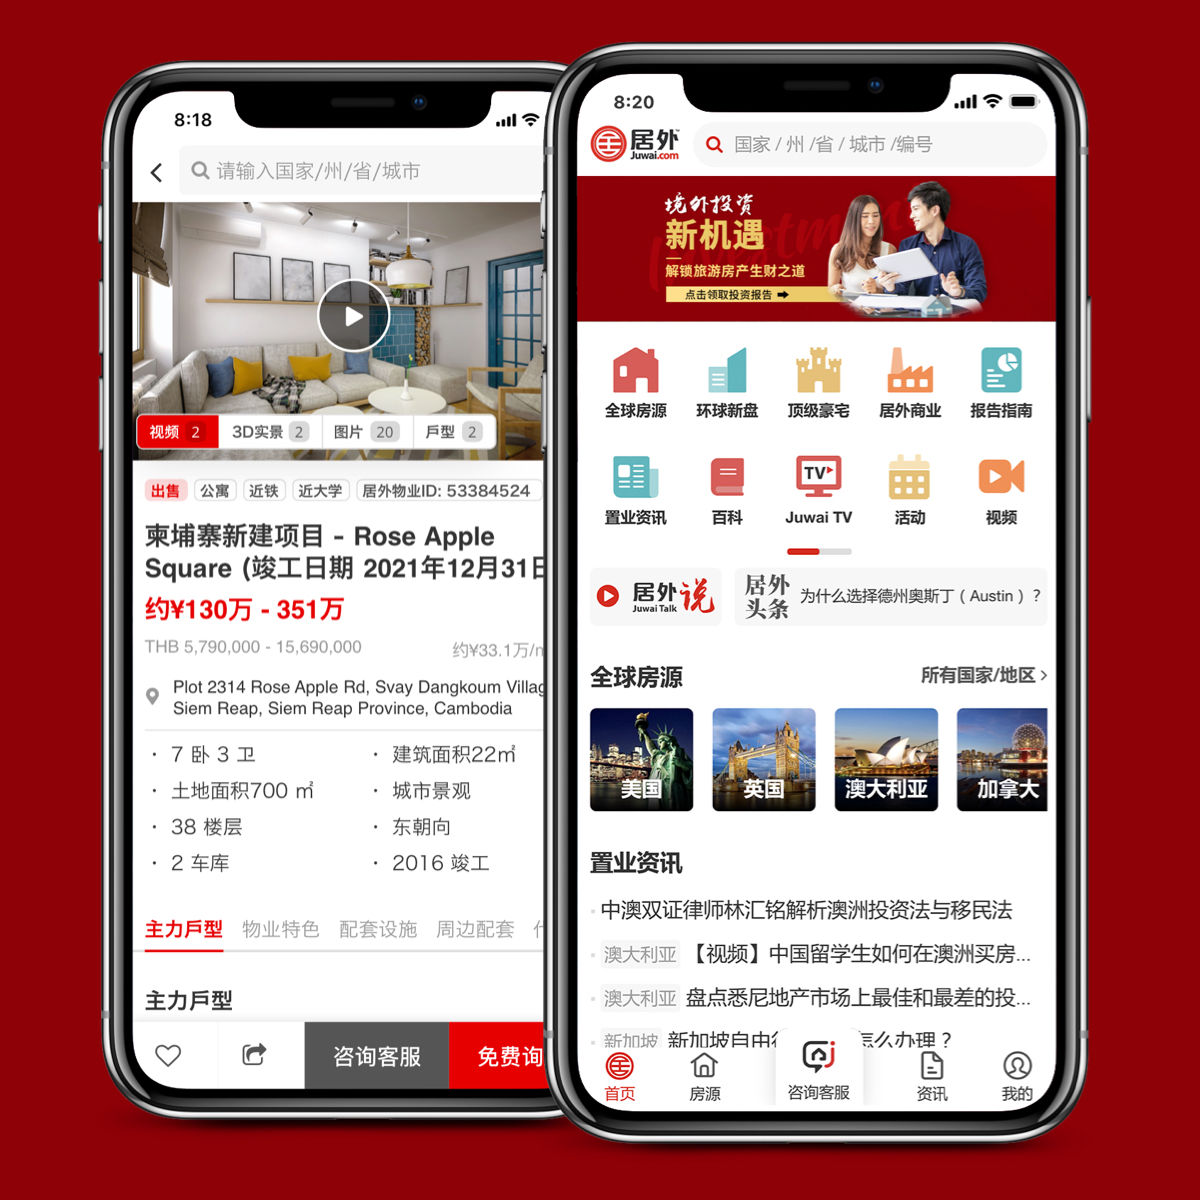 8:18
请输入国家/州/省/城市
视频 2
3D实景 2
图片 20
戶型 2
出售
公寓
近铁
近大学
居外物业ID: 53384524
柬埔寨新建项目 - Rose Apple
Square (竣工日期 2021年12月31日
约¥130万 - 351万
THB 5,790,000 - 15,690,000
约¥33.1万/
Plot 2314 Rose Apple Rd, Svay Dangkoum Villag
Siem Reap, Siem Reap Province, Cambodia
· 7 卧 3 卫
· 建筑面积22㎡
· 土地面积700 ㎡
· 城市景观
· 38 楼层
· 东朝向
· 2 车库
· 2016 竣工
主力戶型
物业特色
配套设施
周边配套
主力戶型
咨询客服
免费询
8:20
居外
Juwai.com
国家 / 州 /省 / 城市 /编号
境外投资
新机遇
解锁旅游房产生财之道
点击领取投资报告
全球房源
环球新盘
顶级豪宅
居外商业
报告指南
置业资讯
百科
TV
Juwai TV
活动
视频
居外说
Juwai Talk
居外
头条
为什么选择德州奥斯丁（Austin）?
全球房源
所有国家/地区
美国
英国
澳大利亚
加拿大
置业资讯
中澳双证律师林汇铭解析澳洲投资法与移民法
澳大利亚 【视频】中国留学生如何在澳洲买房...
澳大利亚 盘点悉尼地产市场上最佳和最差的投...
新加坡 新加坡自由 怎么办理？
首页
房源
咨询客服
资讯
我的